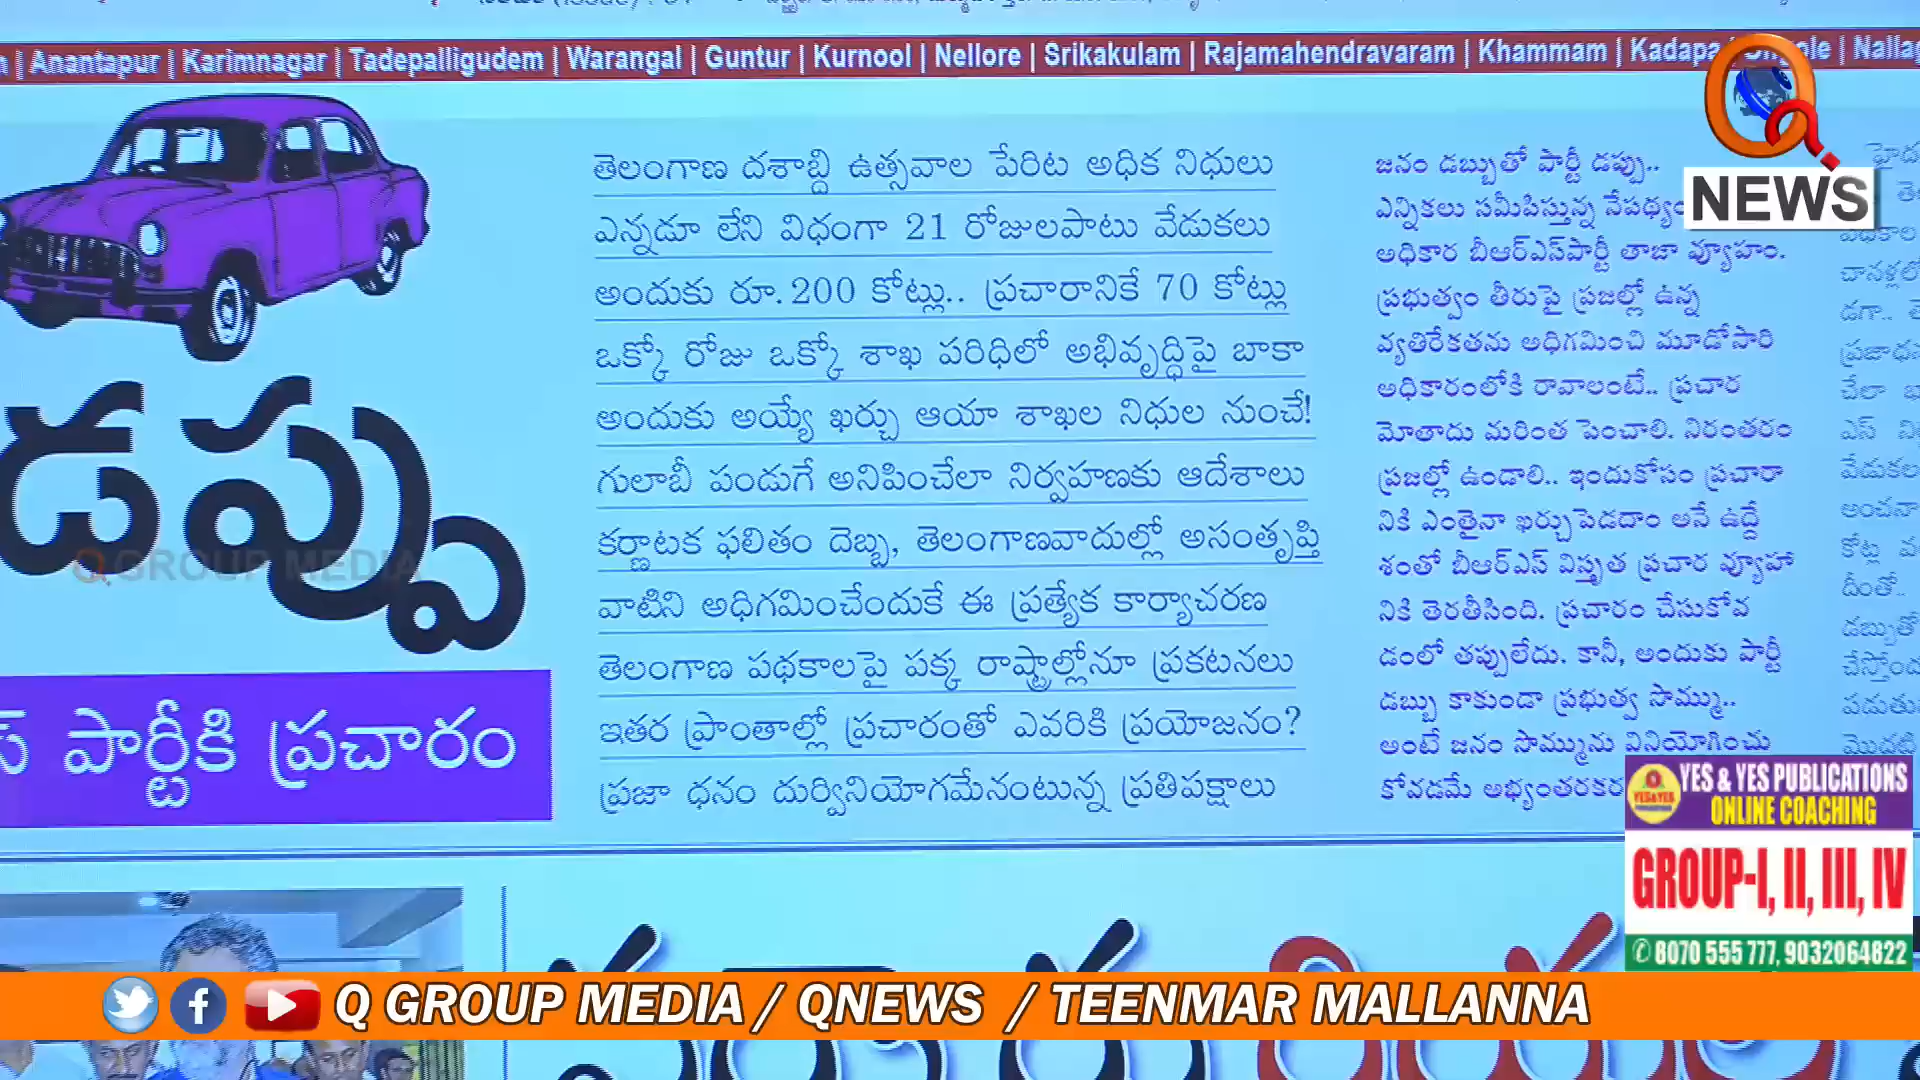 Anantapur | Karimnagar | Tadepalligudem | Warangal | Guntur | Kurnool | Nellore | Srikakulam | Rajamahendravaram | Khammam | Kadapa
NEWS
డప్పు
పార్టీకి ప్రచారం
Q GROUP MEDIA
తెలంగాణ దశాబ్ది ఉత్సవాల పేరిట అధిక నిధులు
ఎన్నడూ లేని విధంగా 21 రోజులపాటు వేడుకలు
అందుకు రూ.200 కోట్లు.. ప్రచారానికే 70 కోట్లు
ఒక్కో రోజు ఒక్కో శాఖ పరిధిలో అభివృద్ధిపై బాకా
అందుకు అయ్యే ఖర్చు ఆయా శాఖల నిధుల నుంచే!
గులాబీ పండుగే అనిపించేలా నిర్వహణకు ఆదేశాలు
కర్ణాటక ఫలితం దెబ్బ, తెలంగాణవాదుల్లో అసంతృప్తి
వాటిని అధిగమించేందుకే ఈ ప్రత్యేక కార్యాచరణ
తెలంగాణ పథకాలపై పక్క రాష్ట్రాల్లోనూ ప్రకటనలు
ఇతర ప్రాంతాల్లో ప్రచారంతో ఎవరికి ప్రయోజనం?
ప్రజా ధనం దుర్వినియోగమేనంటున్న ప్రతిపక్షాలు
జనం డబ్బుతో పార్టీ డప్పు..
ఎన్నికలు సమీపిస్తున్న
అధికార బీఆర్ఎస్‌పార్టీ తాజా వ్యూహం.
ప్రభుత్వం తీరుపై ప్రజల్లో ఉన్న
వ్యతిరేకతను అధిగమించి మూడోసారి
అధికారంలోకి రావాలంటే.. ప్రచార
మోతాదు మరింత పెంచాలి. నిరంతరం
ప్రజల్లో ఉండాలి.. ఇందుకోసం ప్రచారా
నికి ఎంతైనా ఖర్చుపెడదాం అనే ఉద్దే
శంతో బీఆర్ఎస్ విస్తృత ప్రచార వ్యూహా
నికి తెరతీసింది. ప్రచారం చేసుకోవ
డంలో తప్పులేదు. కానీ, అందుకు పార్టీ
డబ్బు కాకుండా ప్రభుత్వ సొమ్ము..
అంటే జనం సొమ్మును వినియోగించు
కోవడమే
YES & YES PUBLICATIONS
ONLINE COACHING
GROUP-I, II, III, IV
8070 555 777, 9032064822
Q GROUP MEDIA / QNEWS / TEENMAR MALLANNA